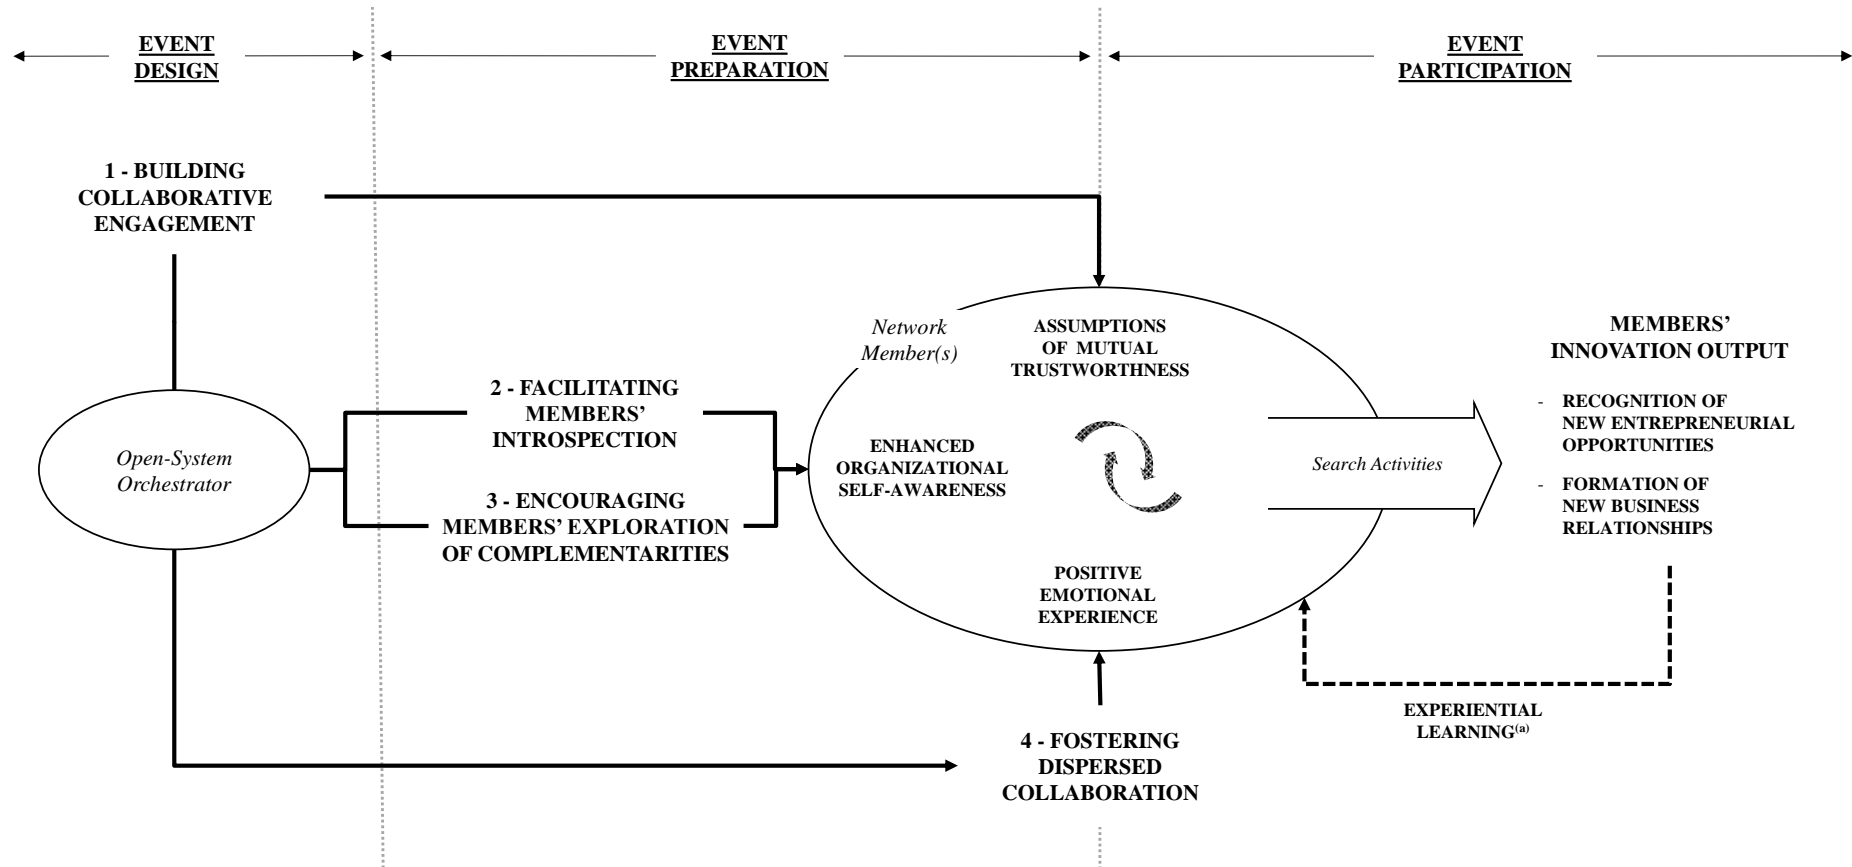 EVENT
DESIGN
EVENT
PREPARATION
EVENT
PARTICIPATION
1 - BUILDING
COLLABORATIVE
ENGAGEMENT
Open-System
Orchestrator
2 - FACILITATING
MEMBERS’
INTROSPECTION
3 - ENCOURAGING
MEMBERS’ EXPLORATION
OF COMPLEMENTARITIES
Network
Member(s)
ASSUMPTIONS
OF MUTUAL
TRUSTWORTHNESS
ENHANCED
ORGANIZATIONAL
SELF-AWARENESS
POSITIVE
EMOTIONAL
EXPERIENCE
4 - FOSTERING
DISPERSED
COLLABORATION
Search Activities
MEMBERS’
INNOVATION OUTPUT
- RECOGNITION OF
NEW ENTREPRENEURIAL
OPPORTUNITIES
- FORMATION OF
NEW BUSINESS
RELATIONSHIPS
EXPERIENTIAL
LEARNING(a)